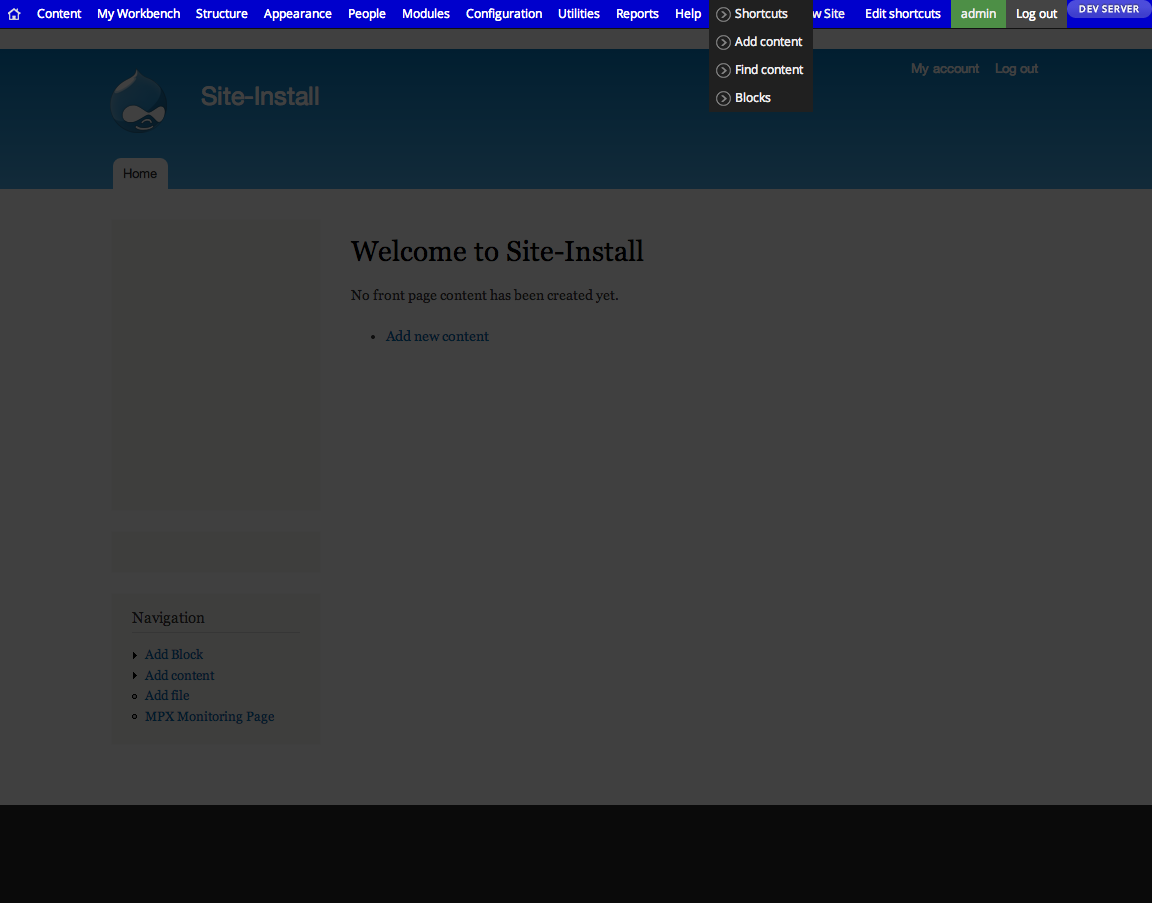 Content My Workbench Structure Appearance People Modules Configuration Utilities Reports Help Shortcuts w Site Edit shortcuts admin Log out DEV SERVER
Add content
Find content
Blocks
My account Log out
Site-Install
Home
Welcome to Site-Install
No front page content has been created yet.
Add new content
Navigation
Add Block
Add content
Add file
MPX Monitoring Page